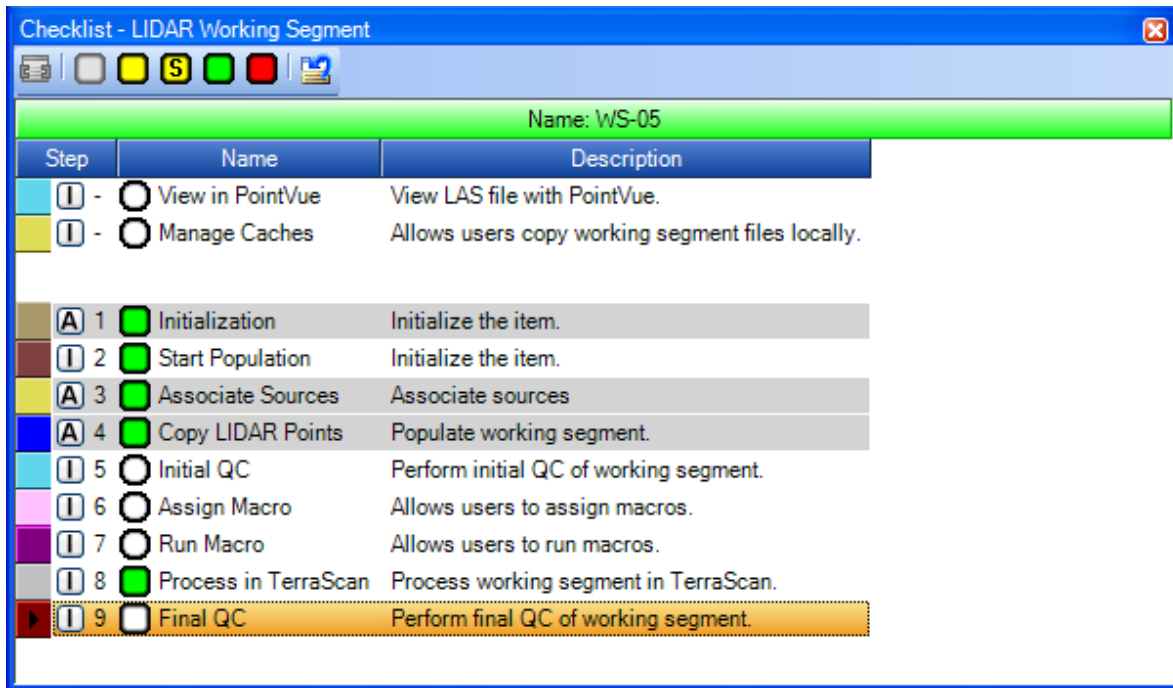 Checklist - LIDAR Working Segment
S
Name: WS-05
Step Name Description
I - View in PointVue View LAS file with PointVue.
I - Manage Caches Allows users copy working segment files locally.
A 1 Initialization Initialize the item.
I 2 Start Population Initialize the item.
A 3 Associate Sources Associate sources
A 4 Copy LIDAR Points Populate working segment.
I 5 Initial QC Perform initial QC of working segment.
I 6 Assign Macro Allows users to assign macros.
I 7 Run Macro Allows users to run macros.
I 8 Process in TerraScan Process working segment in TerraScan.
I 9 Final QC Perform final QC of working segment.